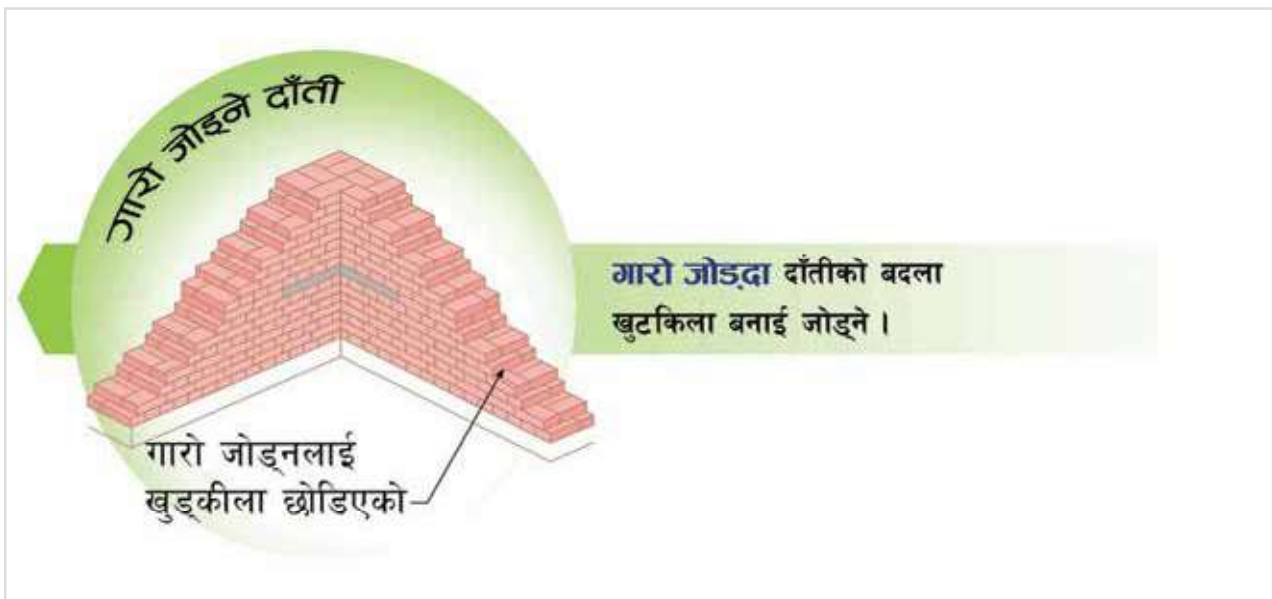 गारो जोड्ने दाँती
गारो जोड्दा दाँतीको बदला
खुटकिला बनाई जोड्ने ।
गारो जोड्नलाई
खुड्कीला छोडिएको